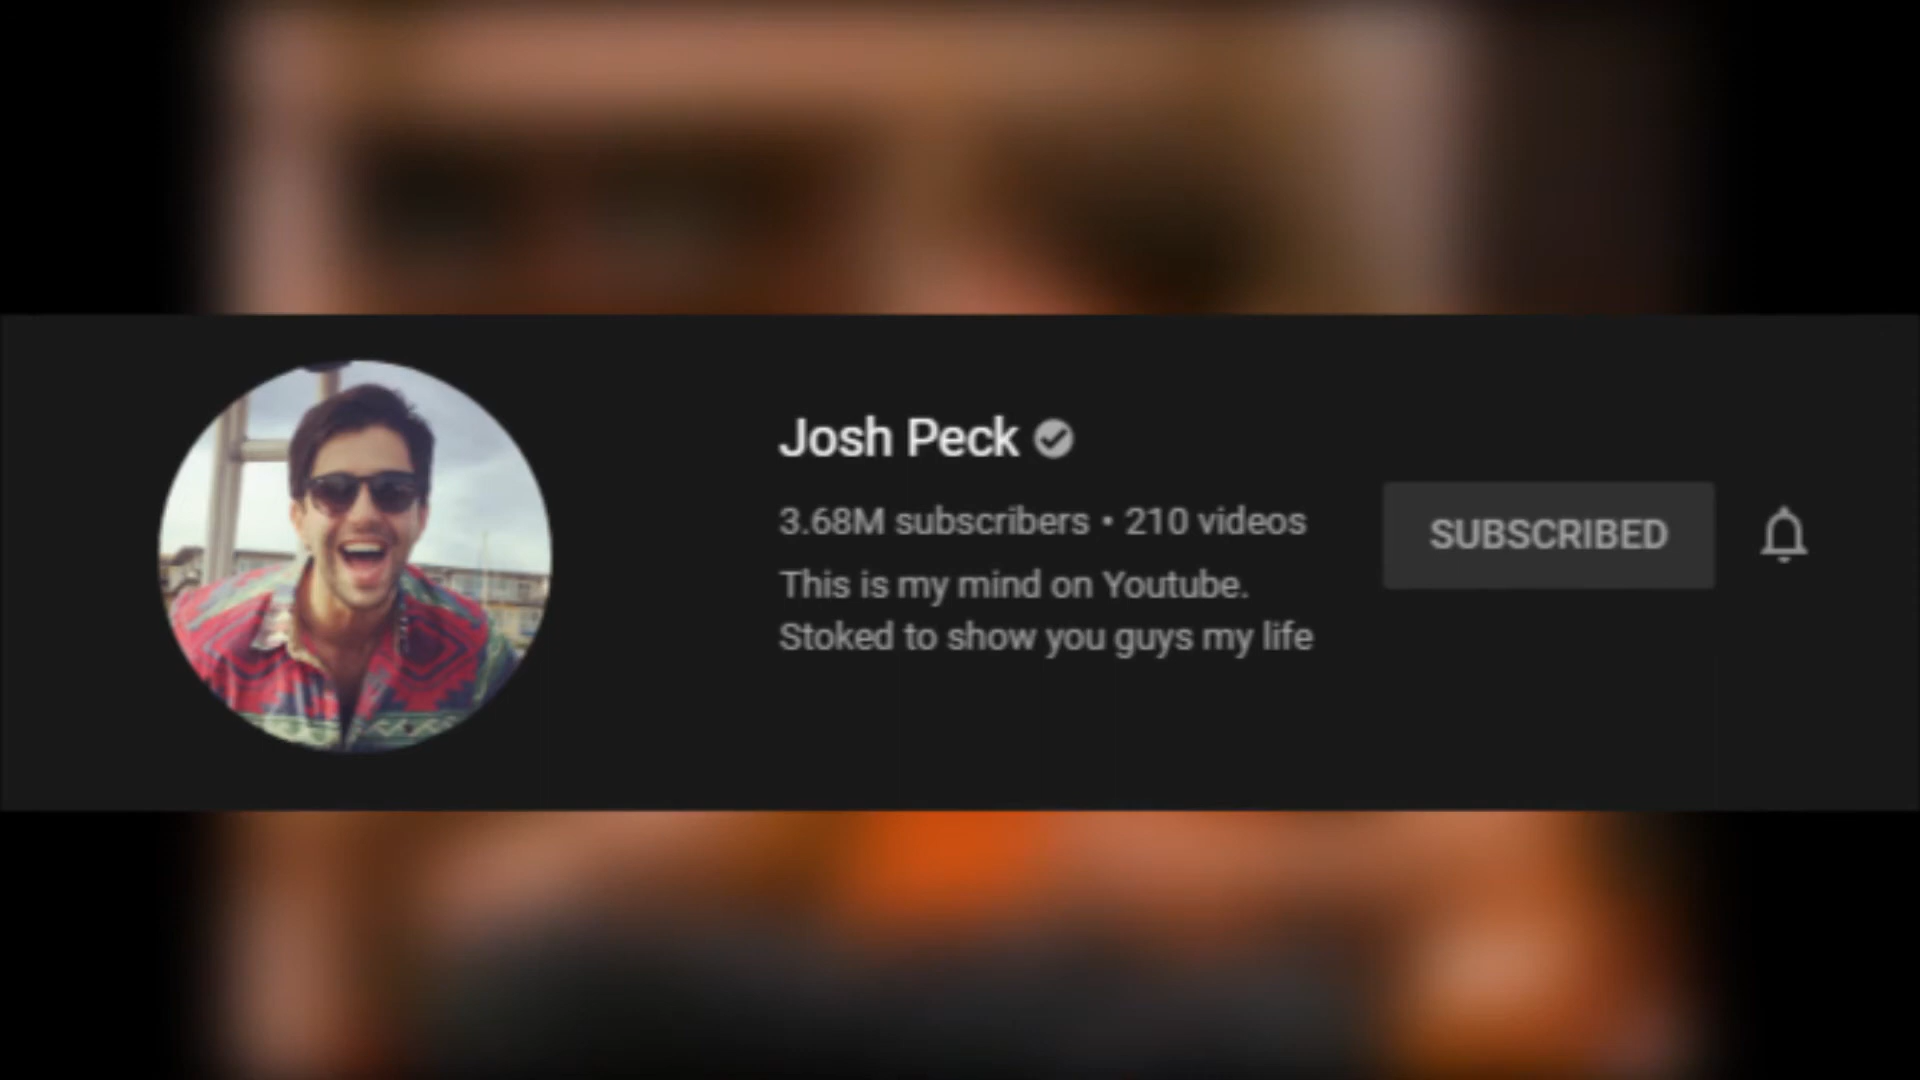 Josh Peck
3.68M subscribers • 210 videos
This is my mind on Youtube.
Stoked to show you guys my life
SUBSCRIBED